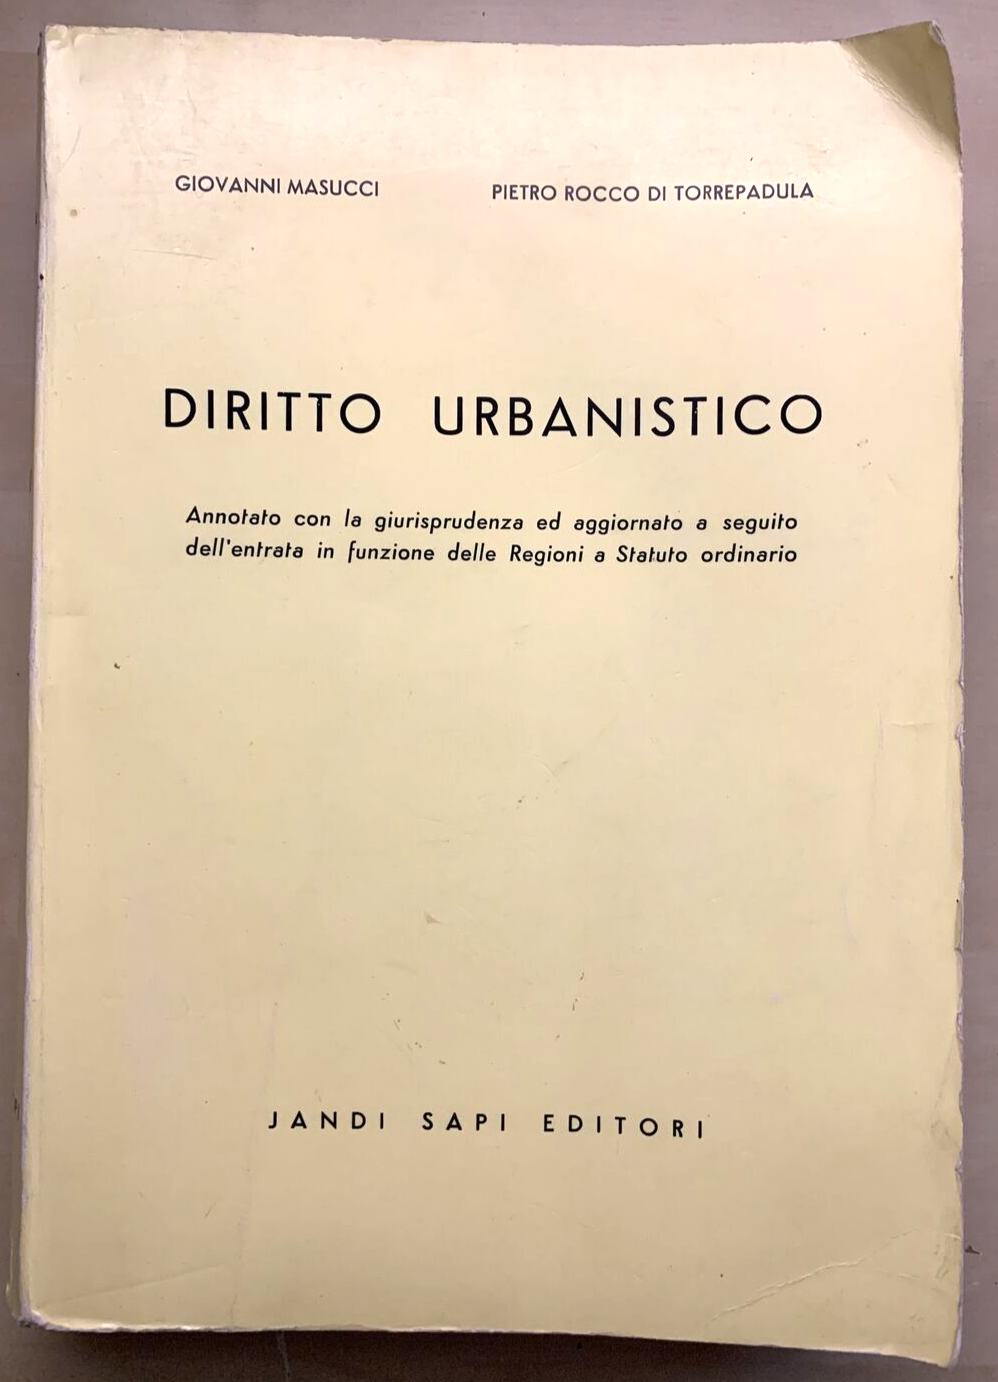 GIOVANNI MASUCCI
PIETRO ROCCO DI TORREPADULA
DIRITTO URBANISTICO
Annotato con la giurisprudenza ed aggiornato a seguito
dell'entrata in funzione delle Regioni a Statuto ordinario
JANDI SAPI EDITORI